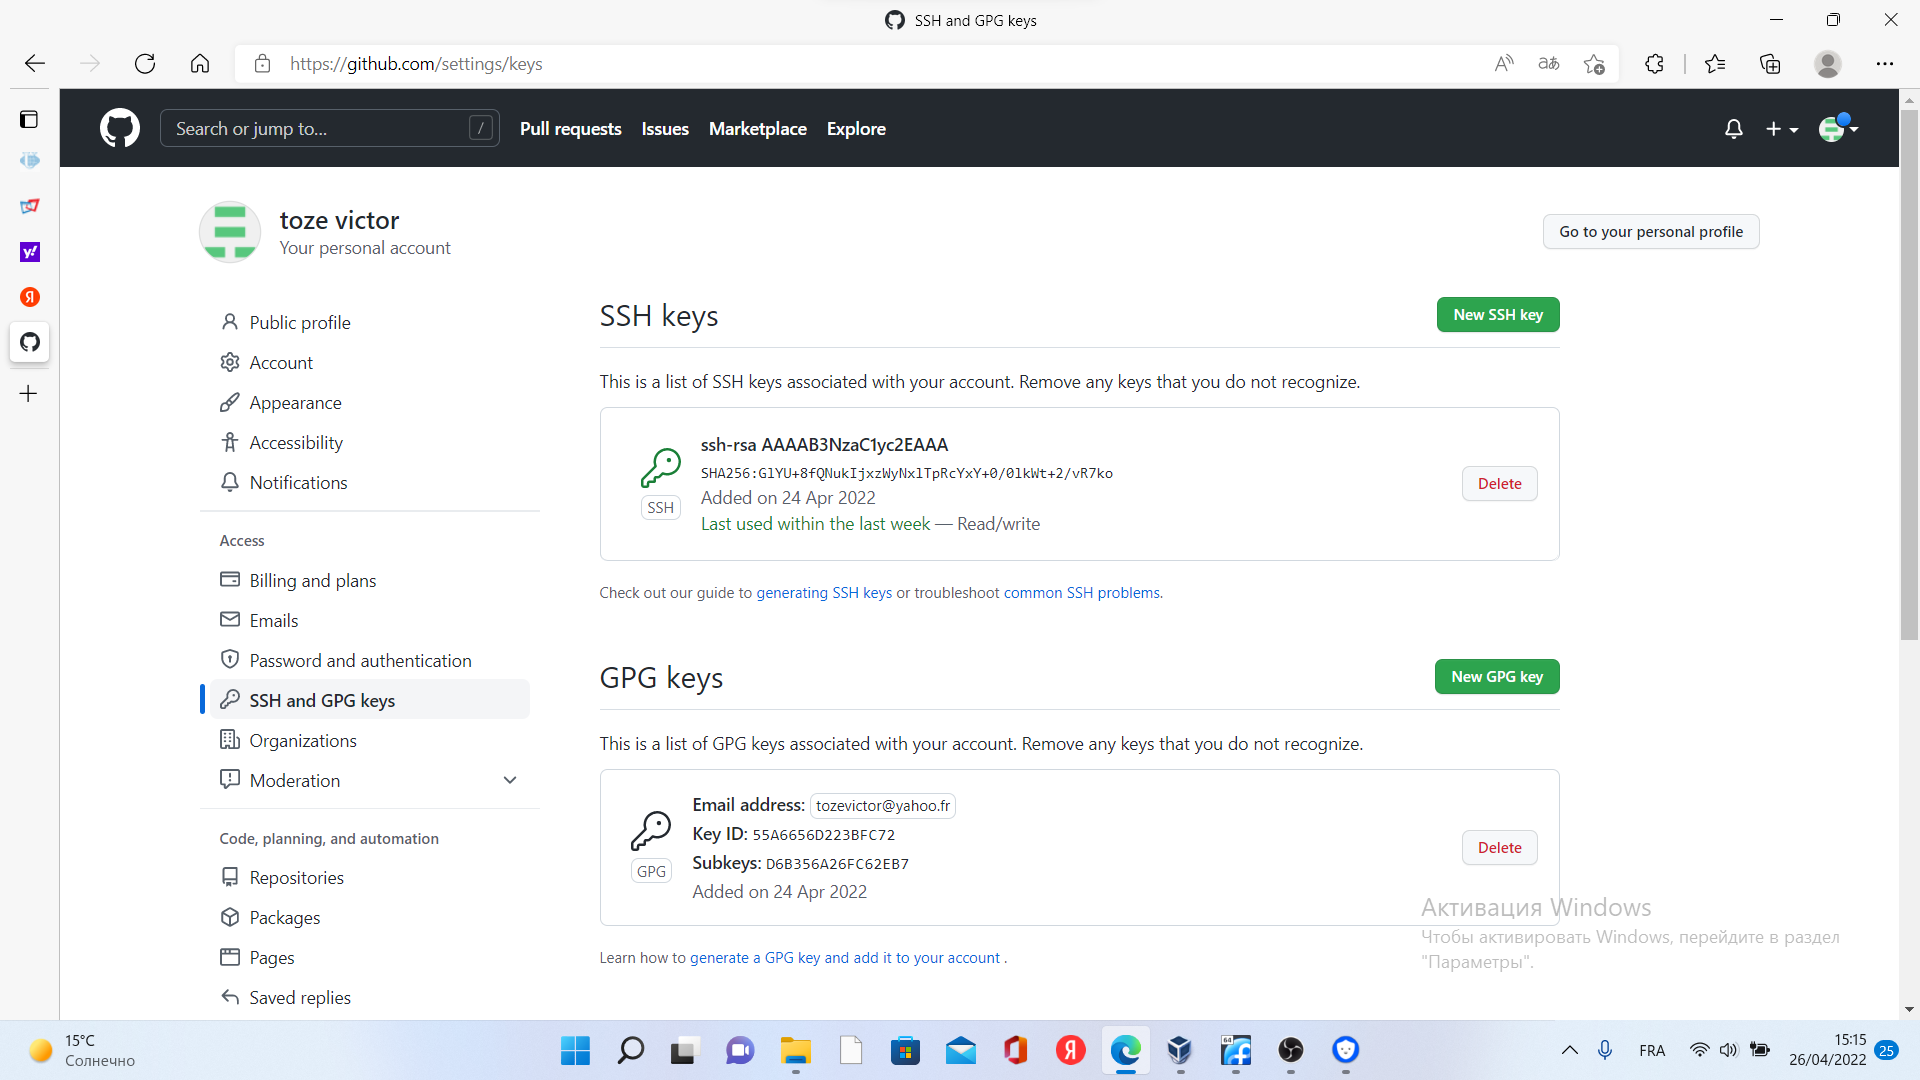 SSH and GPG keys
https://github.com/settings/keys
Search or jump to...
/
Pull requests
Issues
Marketplace
Explore
toze victor
Your personal account
Go to your personal profile
Public profile
Account
Appearance
Accessibility
Notifications
Access
Billing and plans
Emails
Password and authentication
SSH and GPG keys
Organizations
Moderation
Code, planning, and automation
Repositories
Packages
Pages
Saved replies
SSH keys
New SSH key
This is a list of SSH keys associated with your account. Remove any keys that you do not recognize.
ssh-rsa AAAAB3NzaC1yc2EAAA
SHA256:GlYU+8fQNukIjxzWyNxlTpRcYxY+0/0lkWt+2/vR7ko
Added on 24 Apr 2022
Last used within the last week — Read/write
SSH
Delete
Check out our guide to generating SSH keys or troubleshoot common SSH problems.
GPG keys
New GPG key
This is a list of GPG keys associated with your account. Remove any keys that you do not recognize.
Email address: tozevictor@yahoo.fr
Key ID: 55A6656D223BFC72
Subkeys: D6B356A26FC62EB7
Added on 24 Apr 2022
GPG
Delete
Learn how to generate a GPG key and add it to your account .
Активация Windows
Чтобы активировать Windows, перейдите в раздел
"Параметры".
15°C
Солнечно
64
FRA
15:15
26/04/2022
25